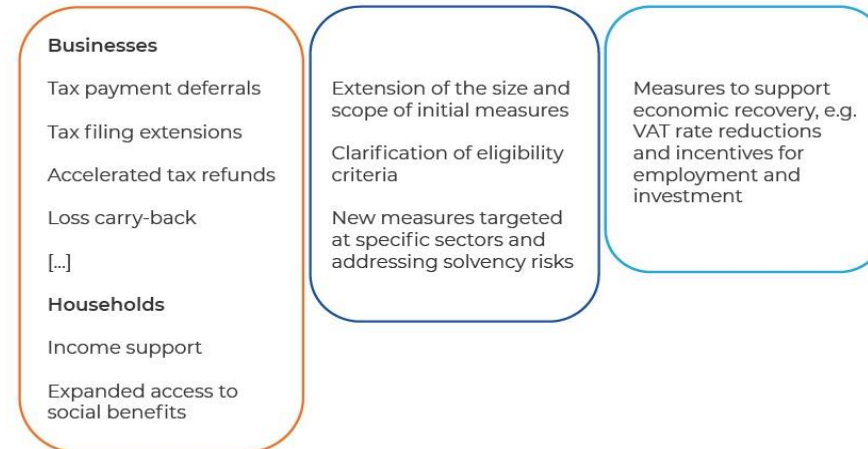 Businesses
Tax payment deferrals
Tax filing extensions
Accelerated tax refunds
Loss carry-back
[...]
Households
Income support
Expanded access to
social benefits
Extension of the size and
scope of initial measures
Clarification of eligibility
criteria
New measures targeted
at specific sectors and
addressing solvency risks
Measures to support
economic recovery, e.g.
VAT rate reductions
and incentives for
employment and
investment